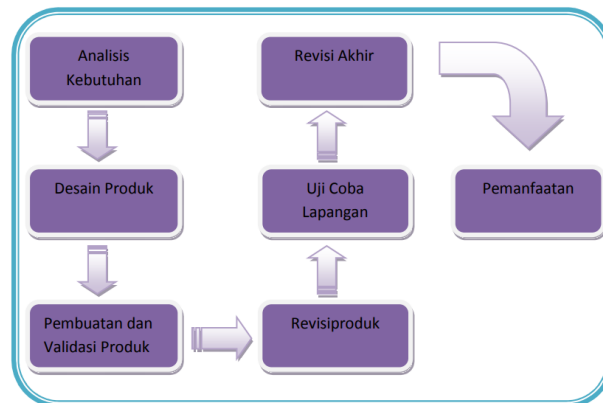 Analisis
Kebutuhan
Desain Produk
Pembuatan dan
Validasi Produk
Revisiproduk
Uji Coba
Lapangan
Revisi Akhir
Pemanfaatan